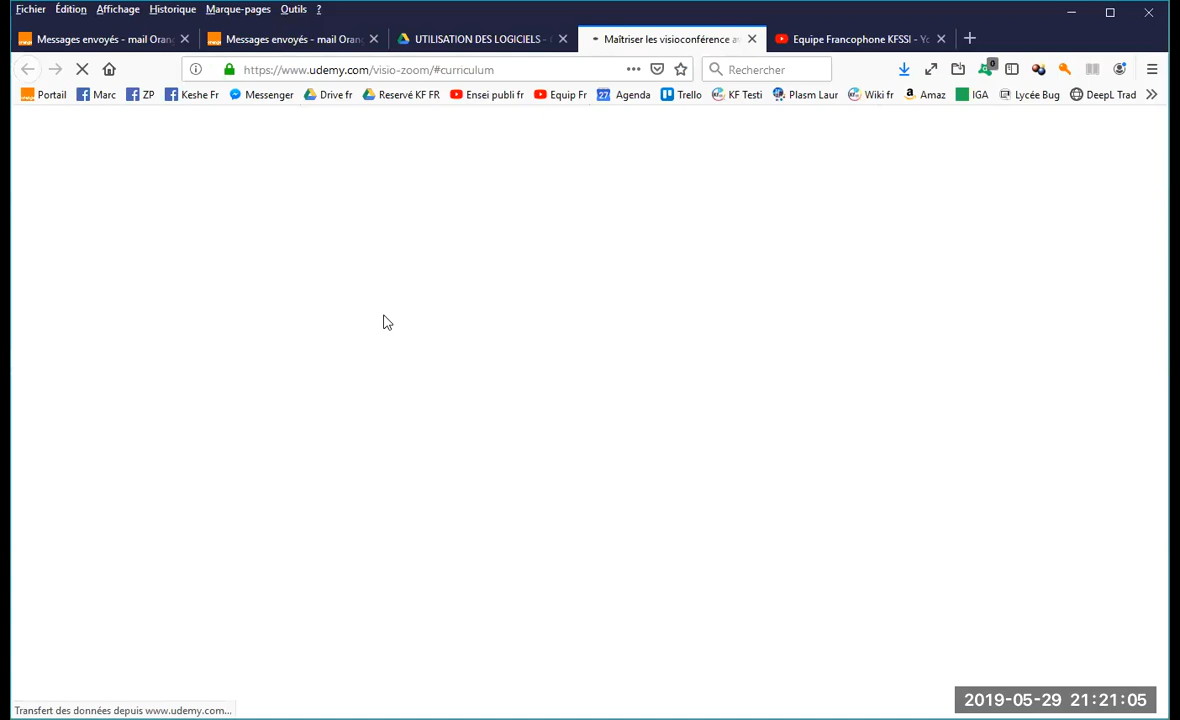 Fichier Édition Affichage Historique Marque-pages Outils ?
Messages envoyés - mail Oran
Messages envoyés - mail Oran
UTILISATION DES LOGICIELS -
Maîtriser les visioconférence a
Equipe Francophone KFSSI - Yo
https://www.udemy.com/visio-zoom/#curriculum
Rechercher
0
Portail Marc ZP Keshe Fr Messenger Drive fr Reservé KF FR Ensei publi fr Equip Fr 27 Agenda Trello KF Testi Plasm Laur Wiki fr Amaz IGA Lycée Bug DeepL Trad
Transfert des données depuis www.udemy.com...
2019-05-29 21:21:05